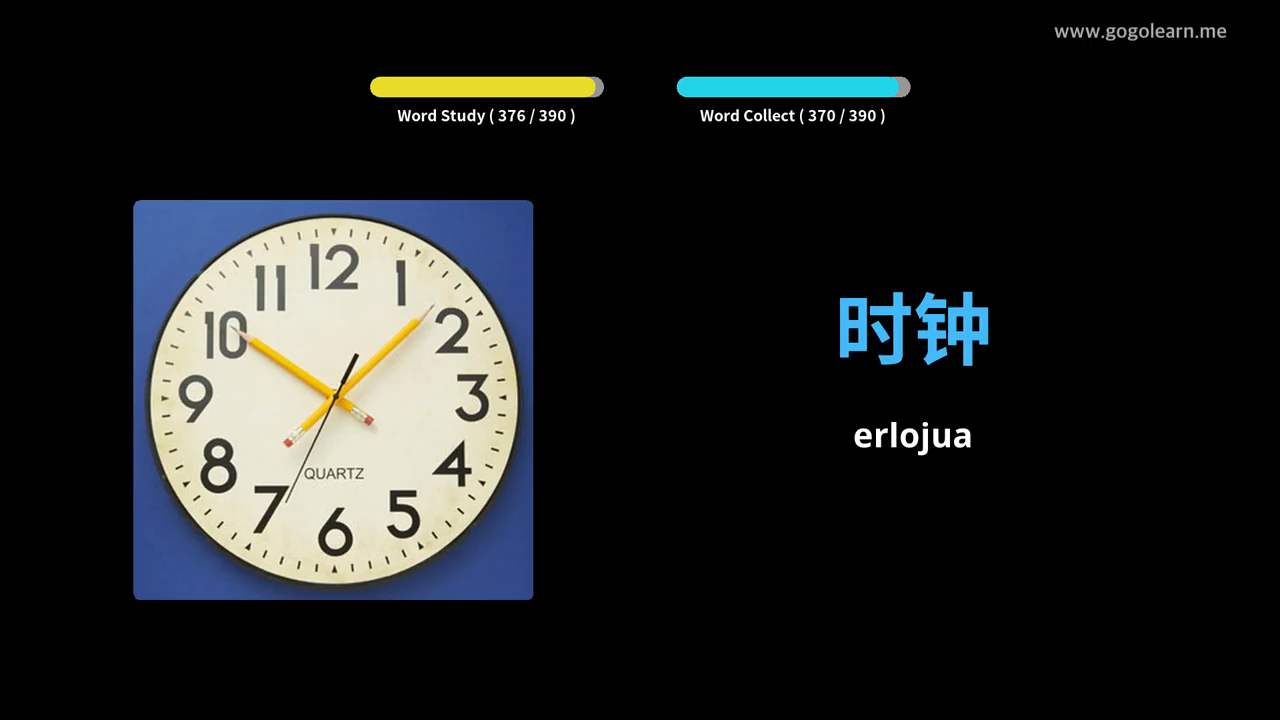 www.gogolearn.me
Word Study ( 376 / 390 )
Word Collect ( 370 / 390 )
12
11
1
10
2
9
3
8
4
QUARTZ
7
5
6
时钟
erlojua